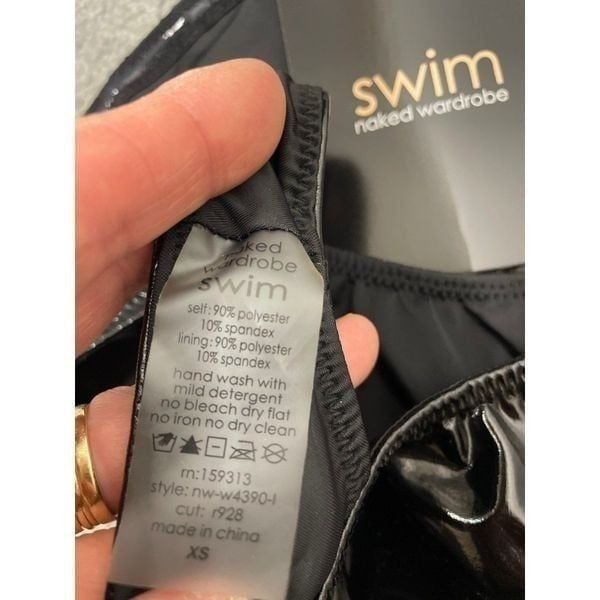 swim
naked wardrobe
ked
wardrobe
swim
self: 90% polyester
10% spandex
lining: 90% polyester
10% spandex
hand wash with
mild detergent
no bleach dry flat
no iron no dry clean
rn: 159313
style: nw-w4390-l
cut: r928
made in china
xs